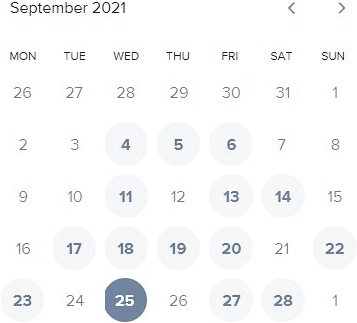 September 2021
MON TUE WED THU FRI SAT SUN
26 27 28 29 30 31 1
2 3 4 5 6 7 8
9 10 11 12 13 14 15
16 17 18 19 20 21 22
23 24 25 26 27 28 1